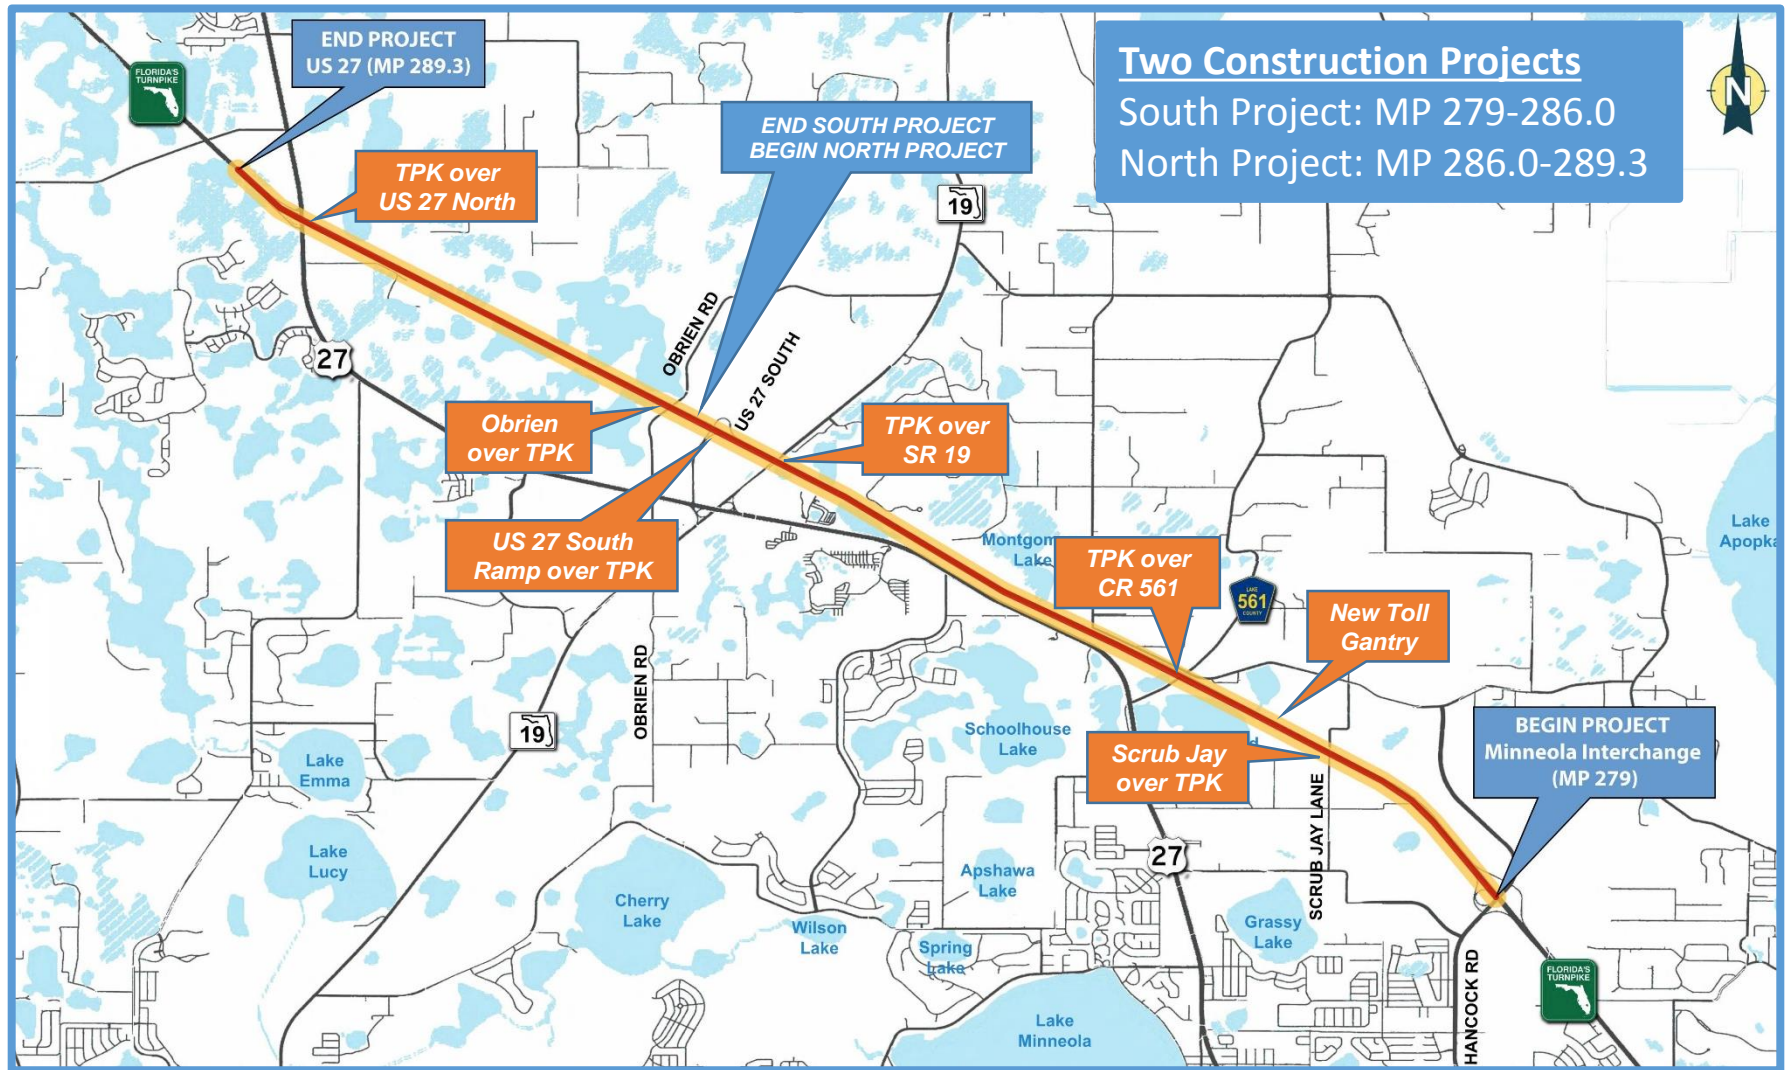 END PROJECT
US 27 (MP 289.3)
Two Construction Projects
South Project: MP 279-286.0
North Project: MP 286.0-289.3
N
FLORIDA'S
TURNPIKE
END SOUTH PROJECT
BEGIN NORTH PROJECT
TPK over
US 27 North
19
OBRIEN RD
27
US 27 SOUTH
Obrien
over TPK
TPK over
SR 19
US 27 South
Ramp over TPK
Montgom
Lake
TPK over
CR 561
LAKE
561
COUNTY
Lake
Apopka
New Toll
Gantry
OBRIEN RD
19
Schoolhouse
Lake
Scrub Jay
over TPK
BEGIN PROJECT
Minneola Interchange
(MP 279)
Lake
Emma
SCRUB JAY LANE
Lake
Lucy
27
Apshawa
Lake
Cherry
Lake
Wilson
Lake
Spring
Lake
Grassy
Lake
HANCOCK RD
FLORIDA'S
TURNPIKE
Lake
Minneola